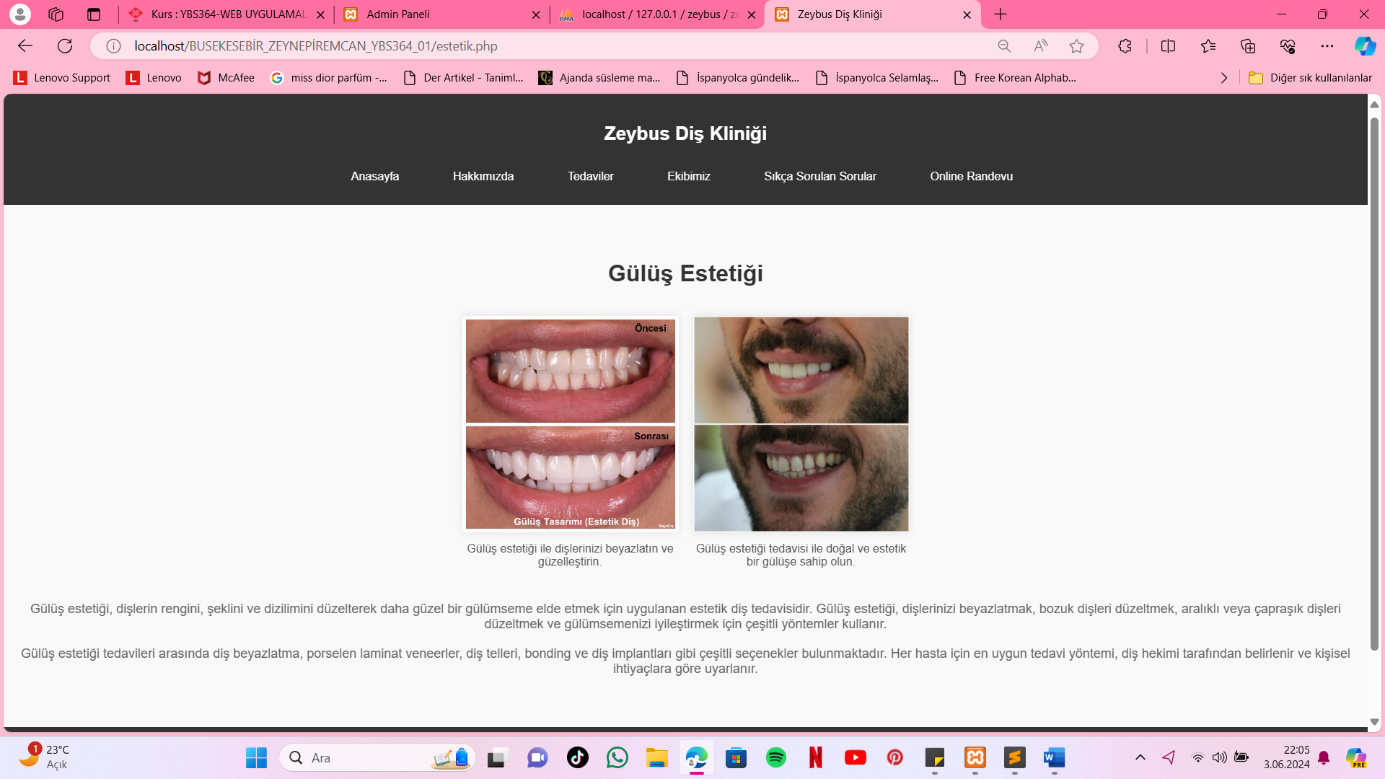 Kurs : YBS364-WEB UYGULAMAL
Admin Paneli
localhost / 127.0.0.1 / zeybus / ze
Zeybus Diş Kliniği
localhost/BUSEKESEBİR_ZEYNEPİREMCAN_YBS364_01/estetik.php
Lenovo Support
Lenovo
McAfee
miss dior parfüm -...
Der Artikel - Tanıml...
Ajanda süsleme ma...
İspanyolca gündelik...
İspanyolca Selamlaş...
Free Korean Alphab...
Diğer sık kullanılanlar
Zeybus Diş Kliniği
Anasayfa
Hakkımızda
Tedaviler
Ekibimiz
Sıkça Sorulan Sorular
Online Randevu
Gülüş Estetiği
Öncesi
Sonrası
Gülüş Tasarımı (Estetik Diş)
Gülüş estetiği ile dişlerinizi beyazlatın ve
güzelleştirin.
Gülüş estetiği tedavisi ile doğal ve estetik
bir gülüşe sahip olun.
Gülüş estetiği, dişlerin rengini, şeklini ve dizilimini düzelterek daha güzel bir gülümseme elde etmek için uygulanan estetik diş tedavisidir. Gülüş estetiği, dişlerinizi beyazlatmak, bozuk dişleri düzeltmek, aralıklı veya çapraşık dişleri
düzeltmek ve gülümsemenizi iyileştirmek için çeşitli yöntemler kullanır.
Gülüş estetiği tedavileri arasında diş beyazlatma, porselen laminat veneerler, diş telleri, bonding ve diş implantları gibi çeşitli seçenekler bulunmaktadır. Her hasta için en uygun tedavi yöntemi, diş hekimi tarafından belirlenir ve kişisel
ihtiyaçlara göre uyarlanır.
1
23°C
Açık
Ara
22:05
3.06.2024
PRE